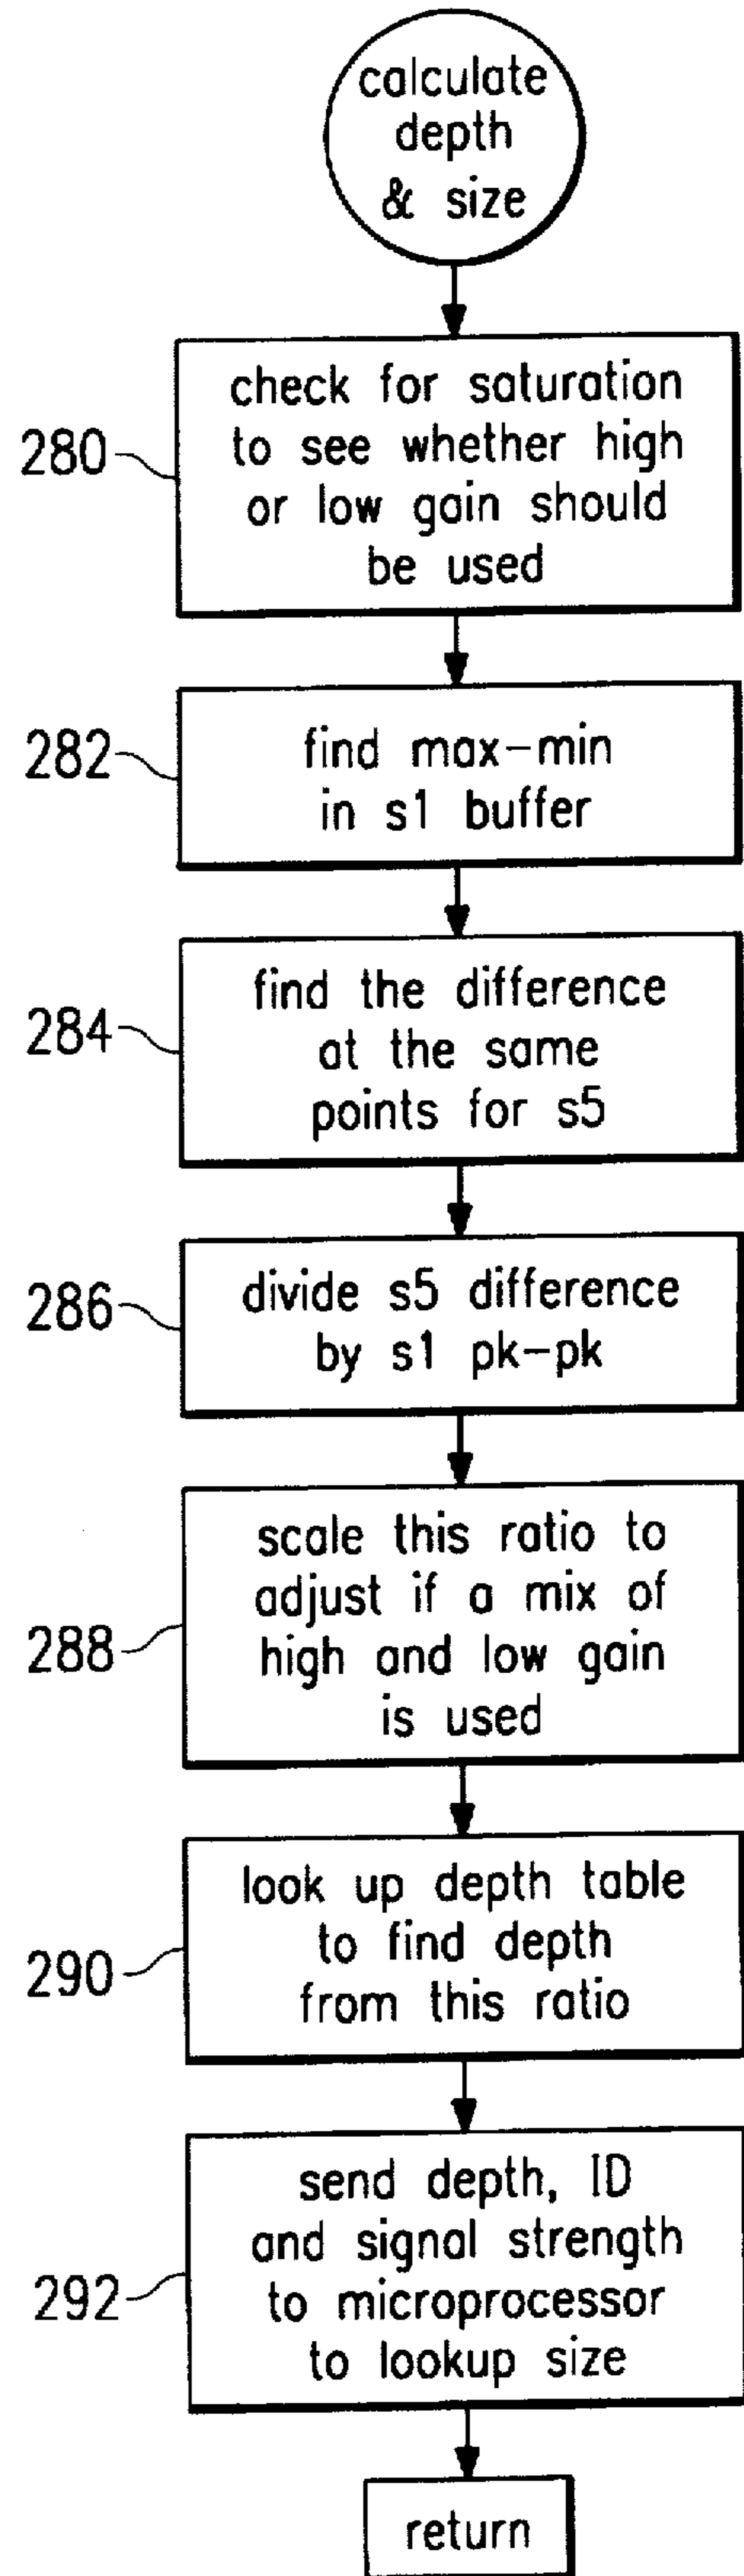 calculate
depth
& size
280
check for saturation
to see whether high
or low gain should
be used
282
find max-min
in s1 buffer
284
find the difference
at the same
points for s5
286
divide s5 difference
by s1 pk-pk
288
scale this ratio to
adjust if a mix of
high and low gain
is used
290
look up depth table
to find depth
from this ratio
292
send depth, ID
and signal strength
to microprocessor
to lookup size
return